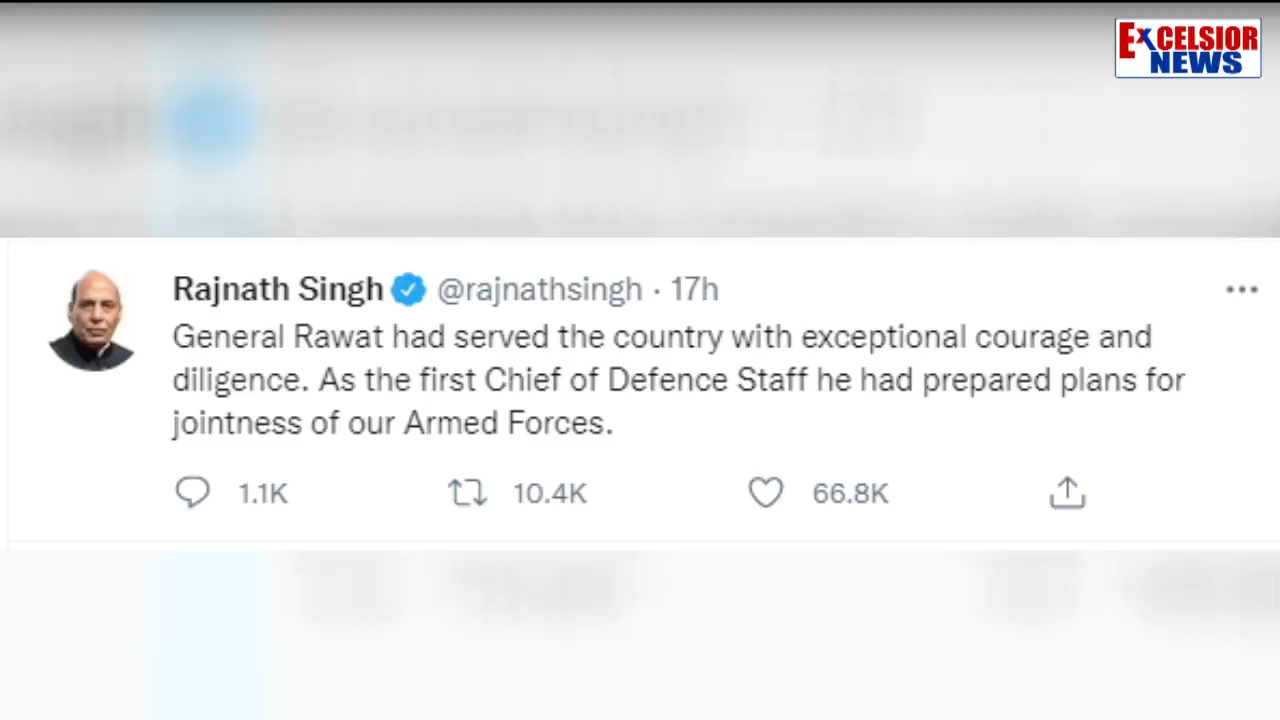 EXCELSIOR
NEWS
Rajnath Singh @rajnathsingh · 17h
General Rawat had served the country with exceptional courage and
diligence. As the first Chief of Defence Staff he had prepared plans for
jointness of our Armed Forces.
1.1K 10.4K 66.8K